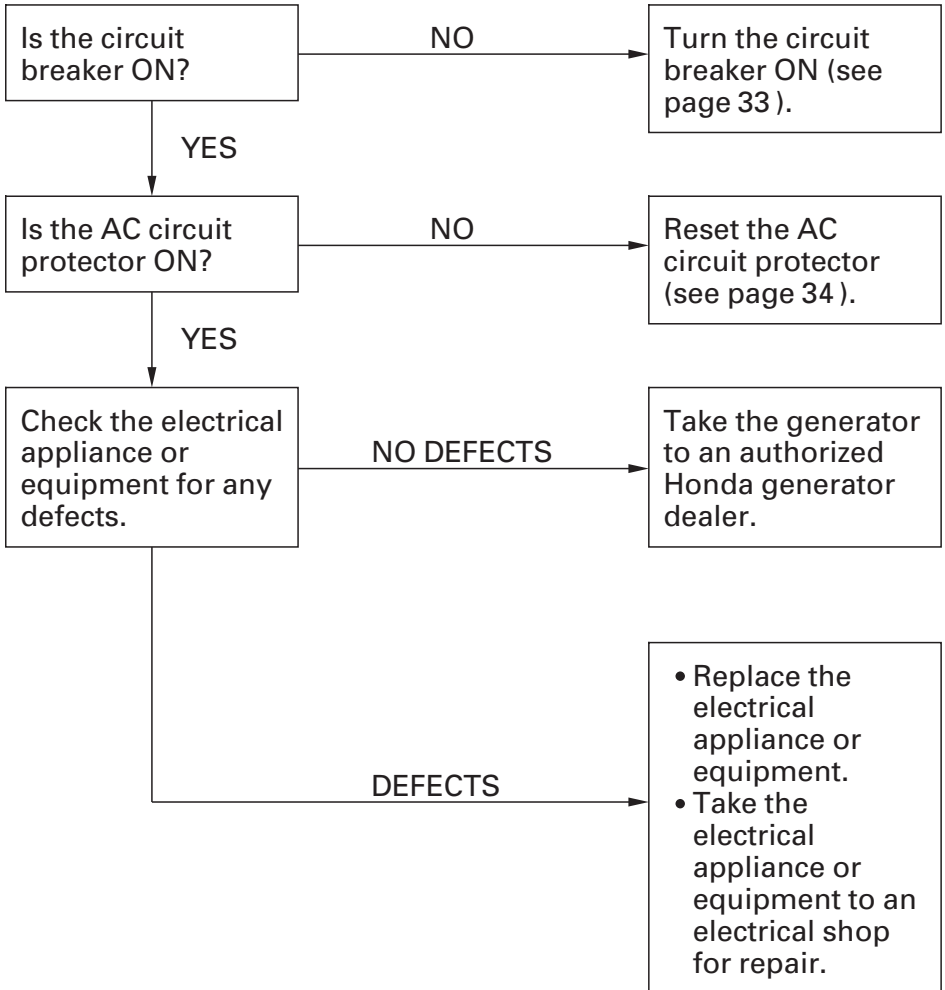 Is the circuit
breaker ON?
NO
Turn the circuit
breaker ON (see
page 33 ).
YES
Is the AC circuit
protector ON?
NO
Reset the AC
circuit protector
(see page 34 ).
YES
Check the electrical
appliance or
equipment for any
defects.
NO DEFECTS
Take the generator
to an authorized
Honda generator
dealer.
DEFECTS
• Replace the
electrical
appliance or
equipment.
• Take the
electrical
appliance or
equipment to an
electrical shop
for repair.